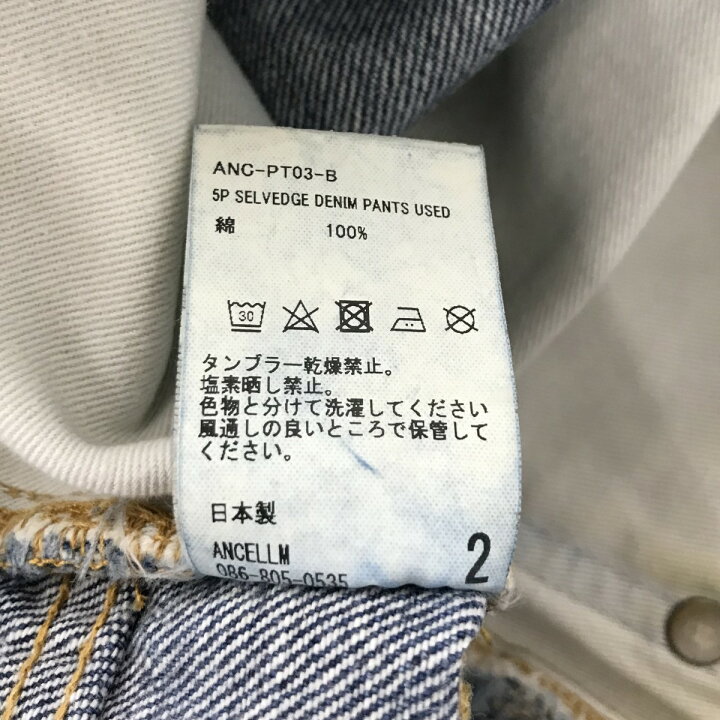 ANC-PT03-B
5P SELVEDGE DENIM PANTS USED
綿 100%
30
タンブラー乾燥禁止。
塩素晒し禁止。
色物と分けて洗濯してください
風通しの良いところで保管して
ください。
日本製
ANCELLM
086-805-0535
2